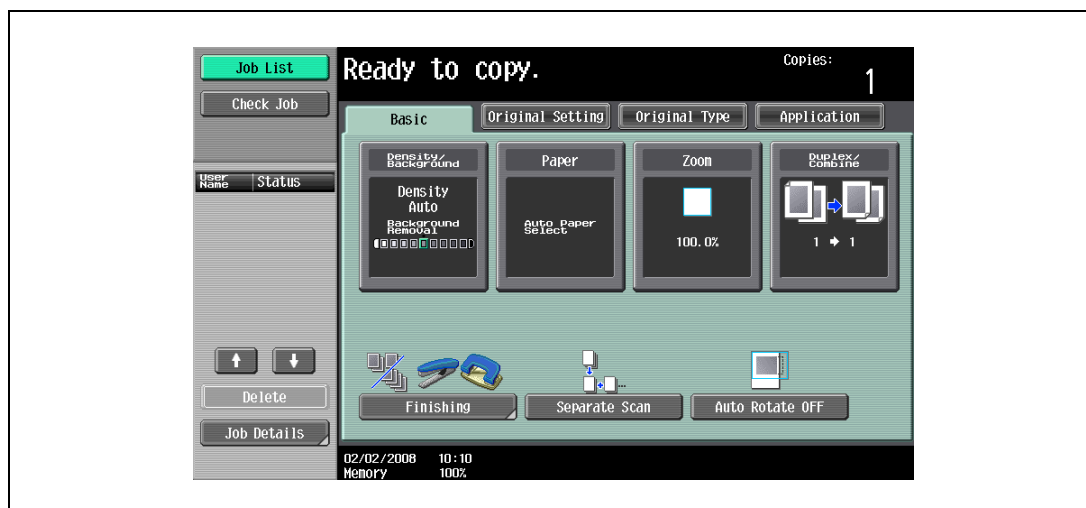 Job List
Check Job
User Name
Status
Delete
Job Details
Ready to copy.
Copies:
1
Basic
Original Setting
Original Type
Application
Density/
Background
Density
Auto
Background
Removal
Paper
Auto Paper
Select
Zoom
100.0%
Duplex/
Combine
1 → 1
Finishing
Separate Scan
Auto Rotate OFF
02/02/2008 10:10
Memory 100%